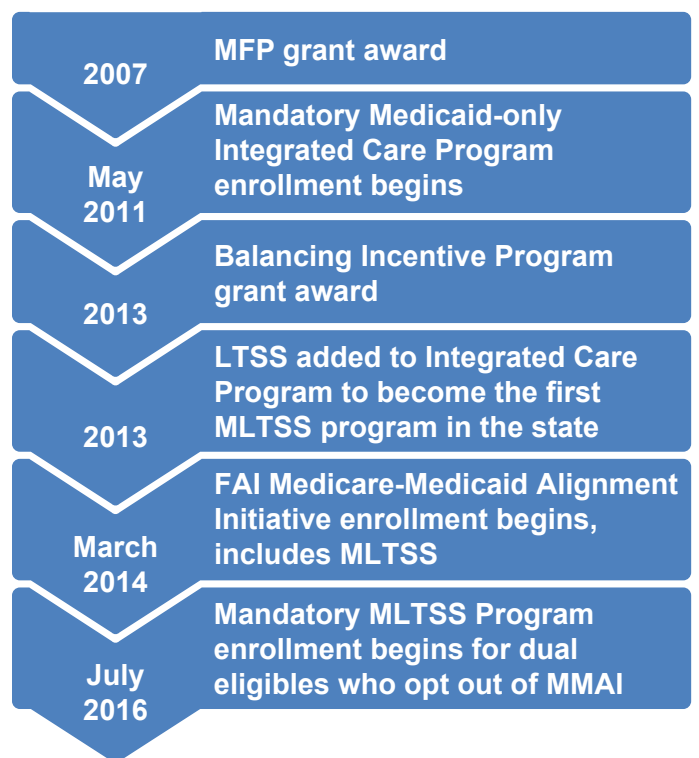 2007
MFP grant award
May
2011
Mandatory Medicaid-only
Integrated Care Program
enrollment begins
2013
Balancing Incentive Program
grant award
2013
LTSS added to Integrated Care
Program to become the first
MLTSS program in the state
March
2014
FAI Medicare-Medicaid Alignment
Initiative enrollment begins,
includes MLTSS
July
2016
Mandatory MLTSS Program
enrollment begins for dual
eligibles who opt out of MMAI